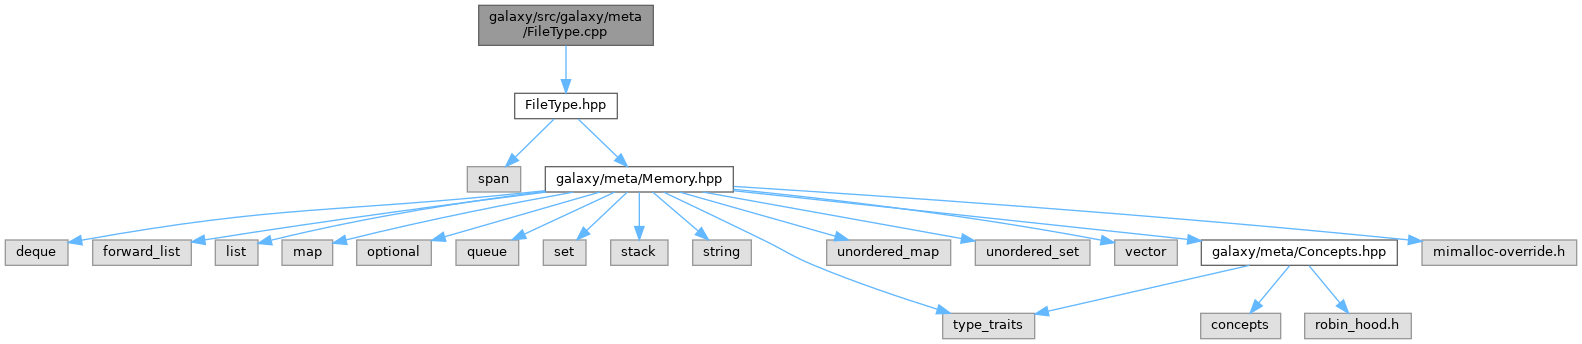 galaxy/src/galaxy/meta
/FileType.cpp
FileType.hpp
span
galaxy/meta/Memory.hpp
deque
forward_list
list
map
optional
queue
set
stack
string
unordered_map
unordered_set
vector
galaxy/meta/Concepts.hpp
mimalloc-override.h
type_traits
concepts
robin_hood.h